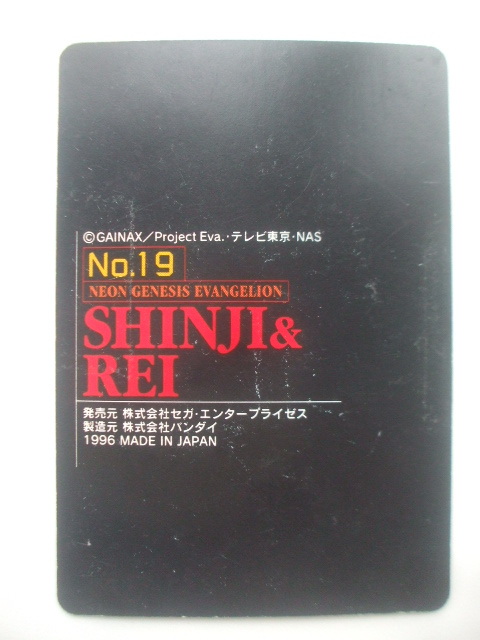 ©GAINAX／Project Eva.・テレビ東京・NAS
No.19
NEON GENESIS EVANGELION
SHINJI&
REI
発売元 株式会社セガ・エンタープライゼス
製造元 株式会社バンダイ
1996 MADE IN JAPAN